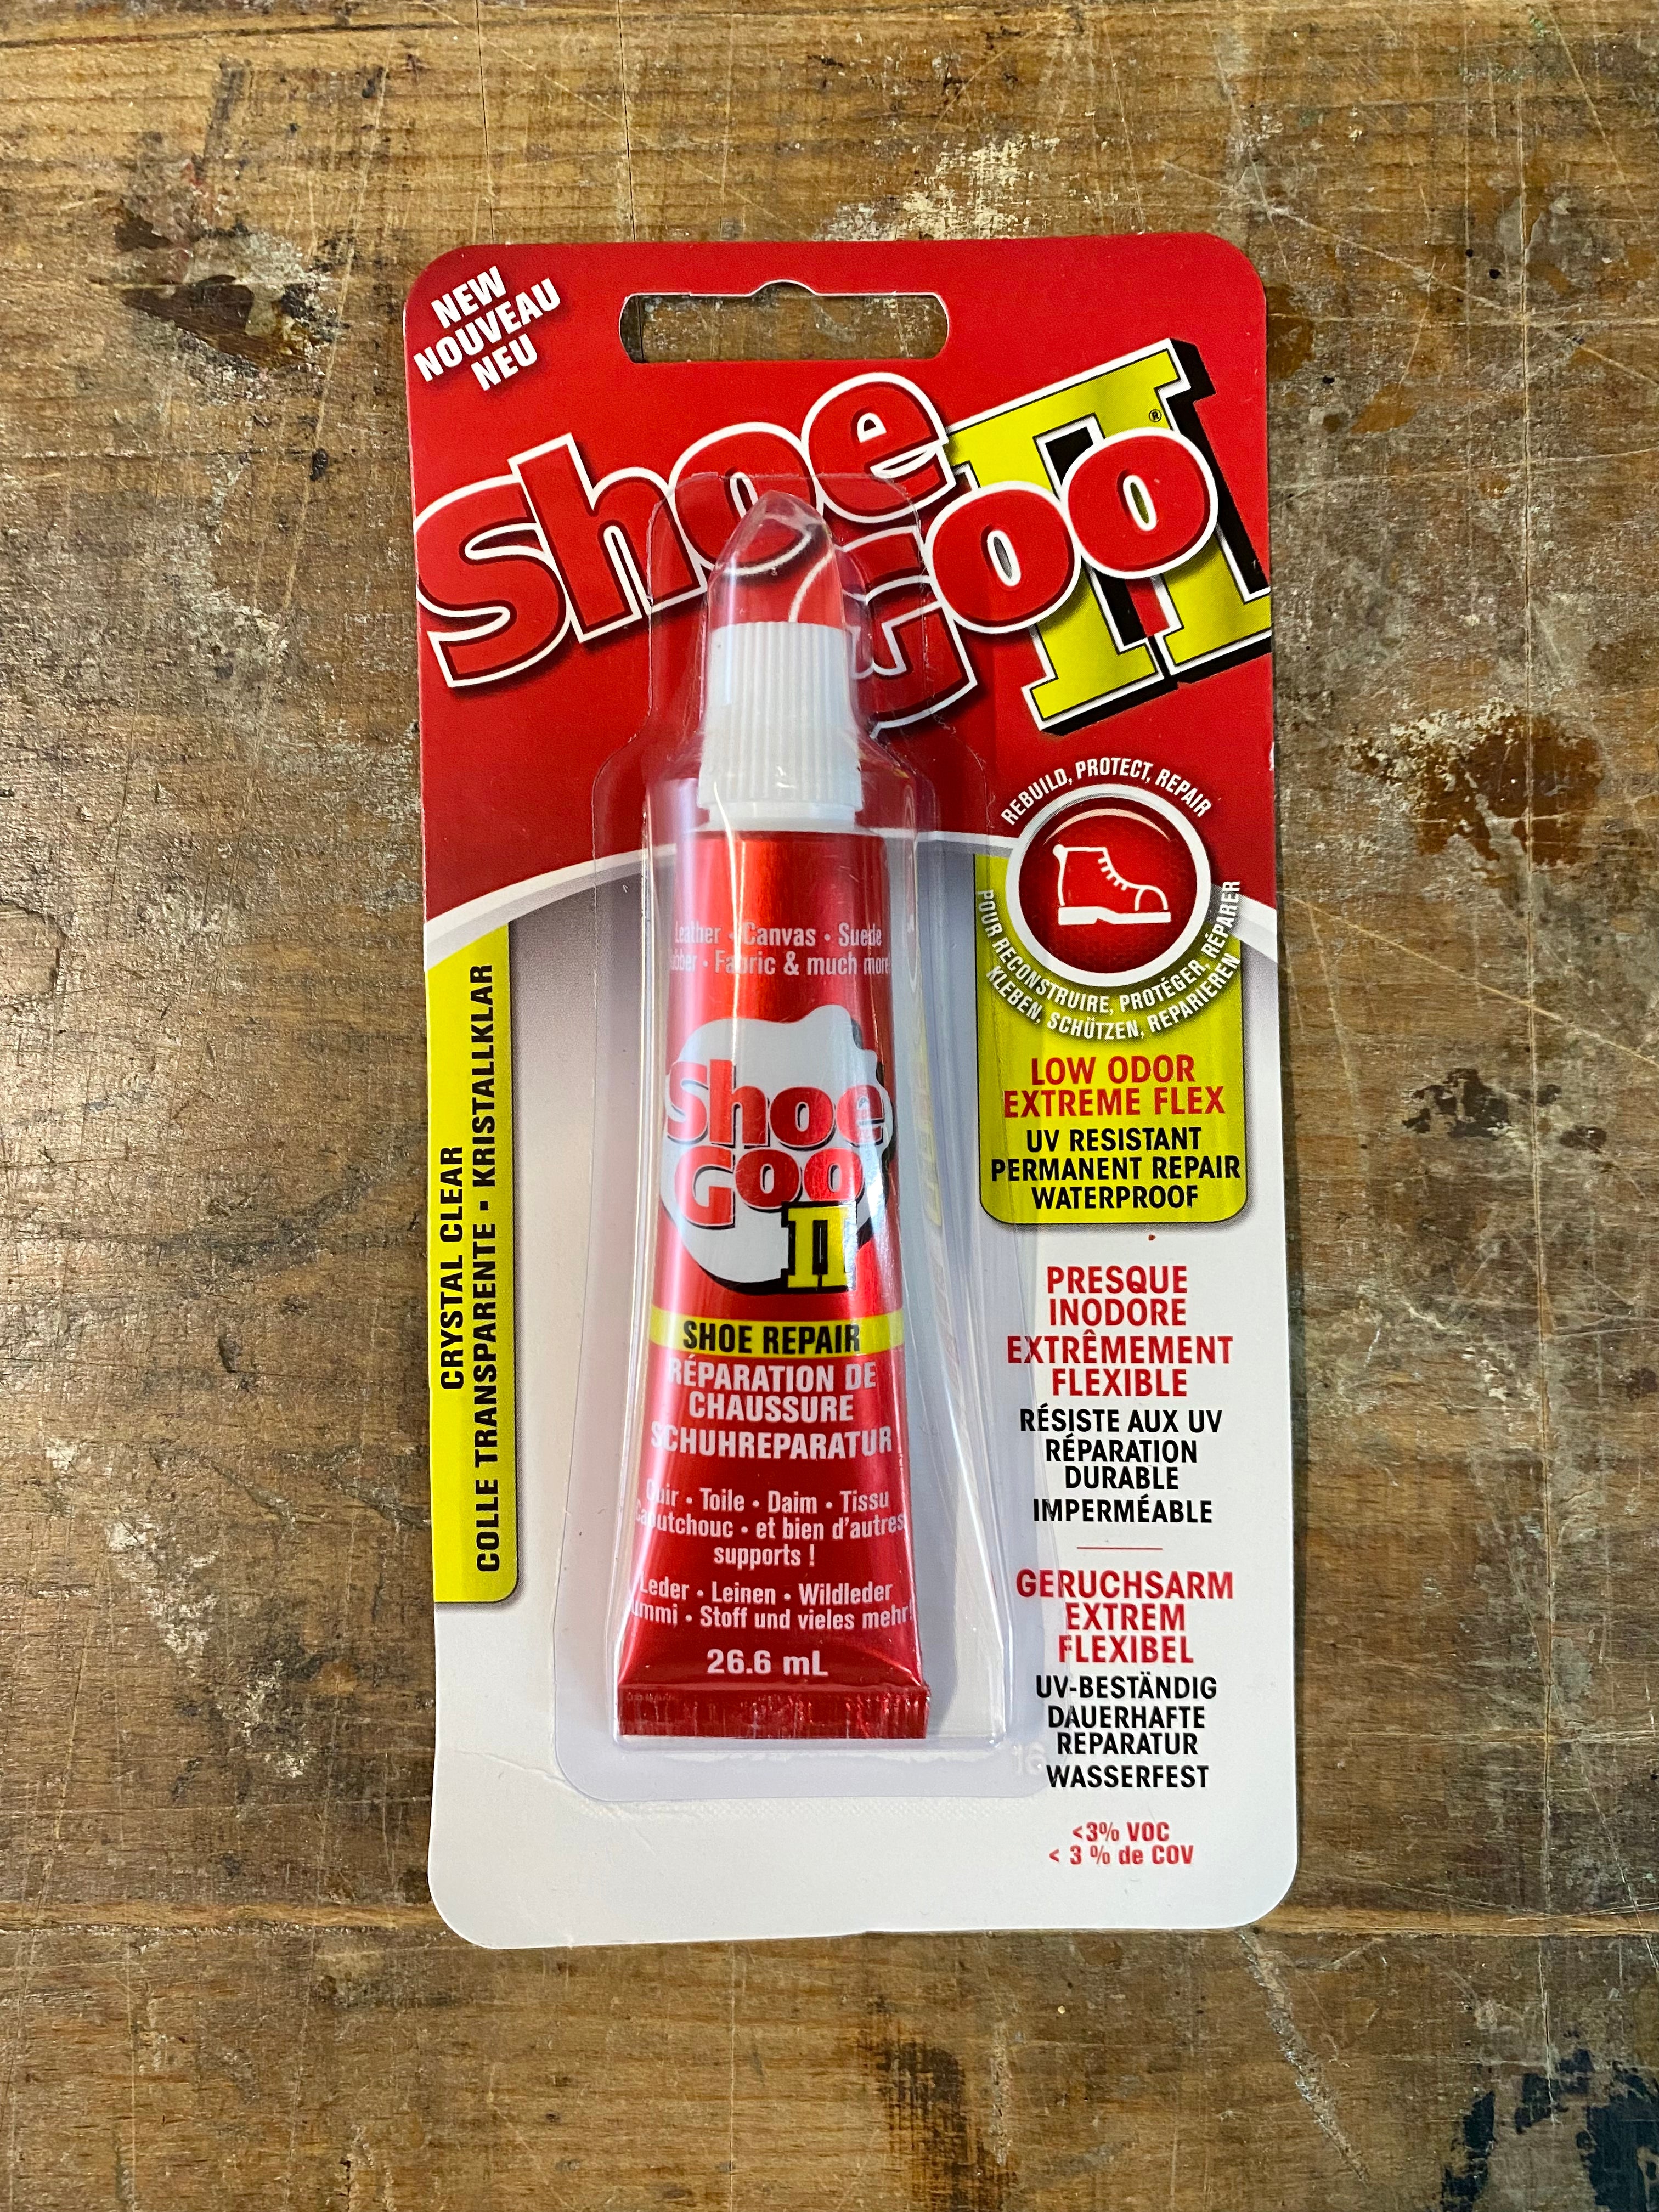 NEW
NOUVEAU
NEU
Shoe
Goo II®
REBUILD, PROTECT, REPAIR
POUR RECONSTRUIRE, PROTÉGER, RÉPARER
KLEBEN, SCHÜTZEN, REPARIEREN
CRYSTAL CLEAR
COLLE TRANSPARENTE • KRISTALLKLAR
Leather • Canvas • Suede
• Fabric & much more
Shoe
Goo
II
SHOE REPAIR
RÉPARATION DE
CHAUSSURE
SCHUHREPARATUR
Cuir • Toile • Daim • Tissu
Caoutchouc • et bien d'autres
supports !
Leder • Leinen • Wildleder
• Stoff und vieles mehr!
26.6 mL
LOW ODOR
EXTREME FLEX
UV RESISTANT
PERMANENT REPAIR
WATERPROOF
PRESQUE
INODORE
EXTRÊMEMENT
FLEXIBLE
RÉSISTE AUX UV
RÉPARATION
DURABLE
IMPERMÉABLE
GERUCHSARM
EXTREM
FLEXIBEL
UV-BESTÄNDIG
DAUERHAFTE
REPARATUR
WASSERFEST
<3% VOC
< 3 % de COV
16